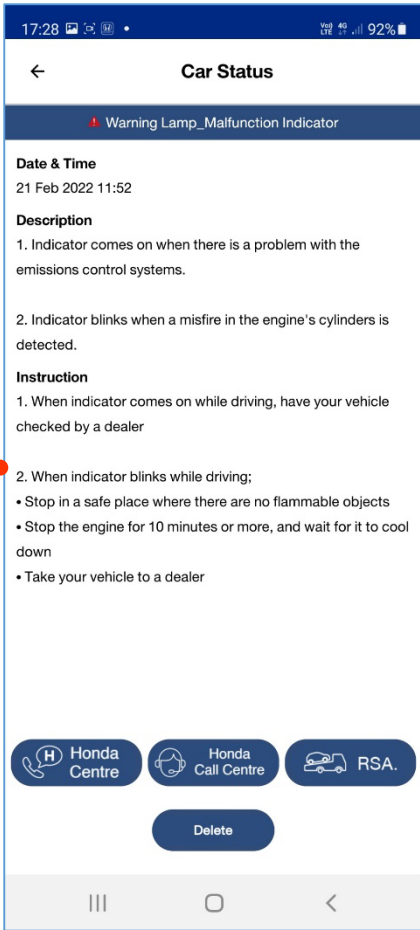 17:28 Vo) LTE 4G 92%
Car Status
Warning Lamp_Malfunction Indicator
Date & Time
21 Feb 2022 11:52
Description
1. Indicator comes on when there is a problem with the
emissions control systems.
2. Indicator blinks when a misfire in the engine's cylinders is
detected.
Instruction
1. When indicator comes on while driving, have your vehicle
checked by a dealer
2. When indicator blinks while driving;
• Stop in a safe place where there are no flammable objects
• Stop the engine for 10 minutes or more, and wait for it to cool
down
• Take your vehicle to a dealer
H Honda
Centre
Honda
Call Centre
RSA.
Delete